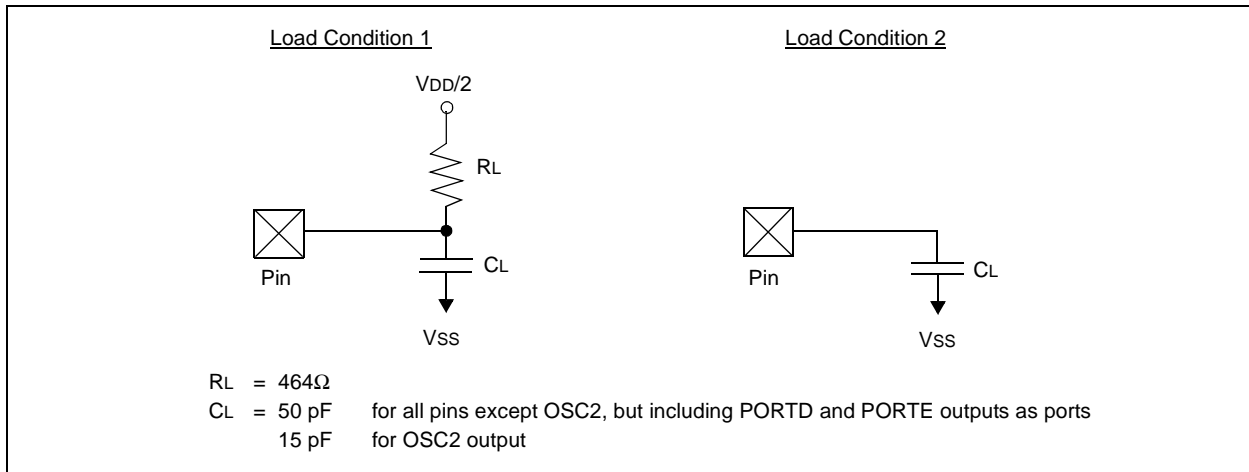 Load Condition 1
VDD/2
RL
Pin
CL
VSS
Load Condition 2
Pin
CL
VSS
RL = 464Ω
CL = 50 pF for all pins except OSC2, but including PORTD and PORTE outputs as ports
15 pF for OSC2 output